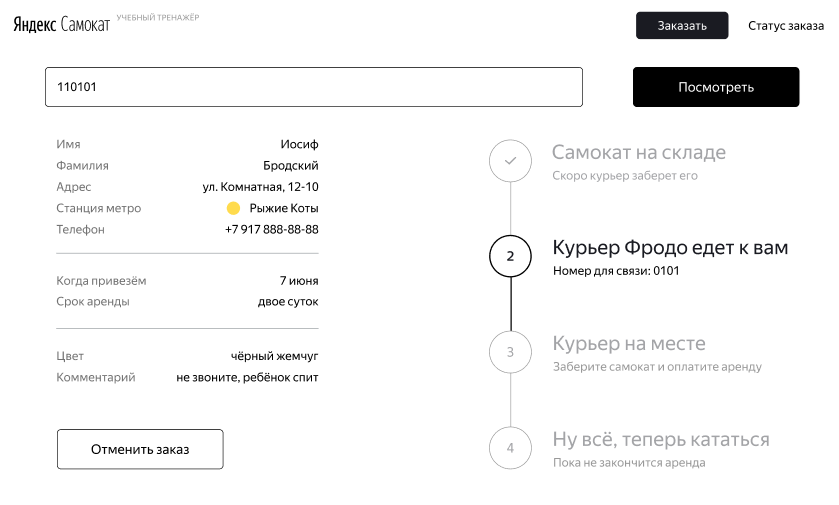 Яндекс Самокат УЧЕБНЫЙ ТРЕНАЖЁР
Заказать
Статус заказа
110101
Посмотреть
Имя Иосиф
Фамилия Бродский
Адрес ул. Комнатная, 12-10
Станция метро Рыжие Коты
Телефон +7 917 888-88-88
Когда привезём 7 июня
Срок аренды двое суток
Цвет чёрный жемчуг
Комментарий не звоните, ребёнок спит
Отменить заказ
Самокат на складе
Скоро курьер заберет его
2
Курьер Фродо едет к вам
Номер для связи: 0101
3
Курьер на месте
Заберите самокат и оплатите аренду
4
Ну всё, теперь кататься
Пока не закончится аренда